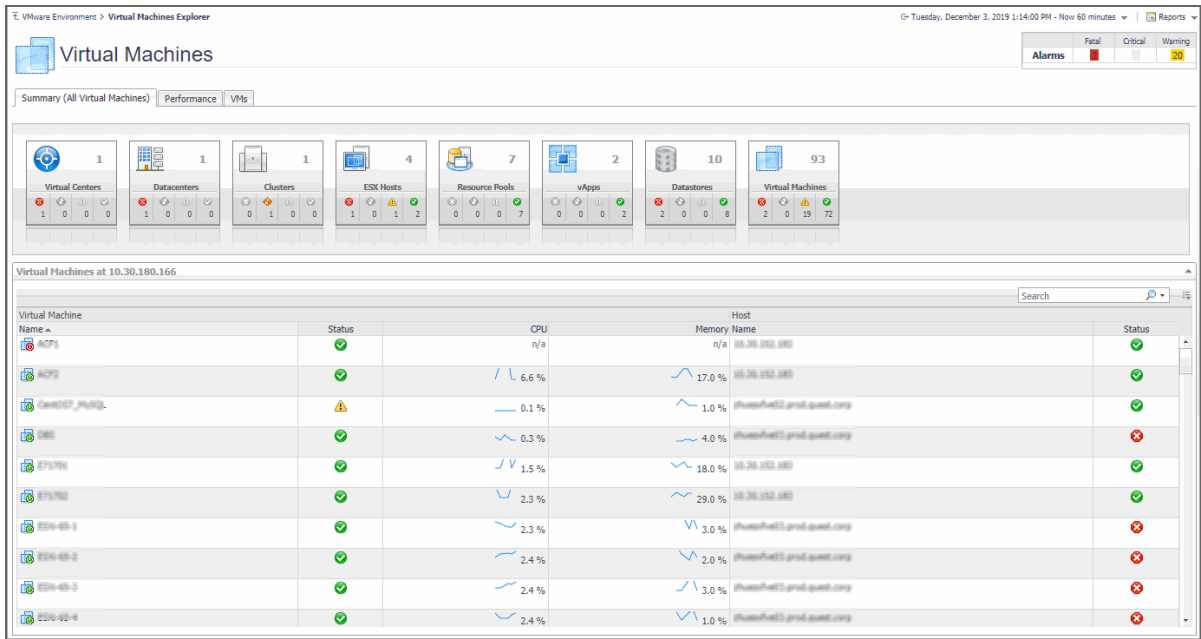 VMware Environment > Virtual Machines Explorer
Tuesday, December 3, 2019 1:14:00 PM - Now 60 minutes | Reports
Virtual Machines
Fatal Critical Warning
Alarms 2 20
Summary (All Virtual Machines) Performance VMs
1 1 1 4 7 2 10 93
Virtual Centers Datacenters Clusters ESX Hosts Resource Pools vApps Datastores Virtual Machines
1 0 0 0 1 0 0 0 0 1 0 0 1 0 1 2 0 0 0 7 0 0 0 2 2 0 0 8 2 0 19 72
Virtual Machines at 10.30.180.166
Search
Virtual Machine Host
Name Status CPU Memory Name Status
n/a n/a
6.6 % 17.0 %
0.1 % 1.0 %
0.3 % 4.0 %
1.5 % 18.0 %
2.3 % 29.0 %
2.3 % 3.0 %
2.4 % 2.0 %
2.4 % 3.0 %
2.4 % 1.0 %